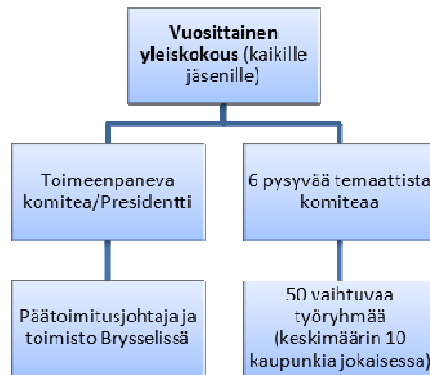 Vuosittainen
yleiskokous (kaikille
jäsenille)
Toimeenpaneva
komitea/Presidentti
6 pysyvää temaattista
komiteaa
Päätoimitusjohtaja ja
toimisto Brysselissä
50 vaihtuvaa
työryhmää
(keskimäärin 10
kaupunkia jokaisessa)